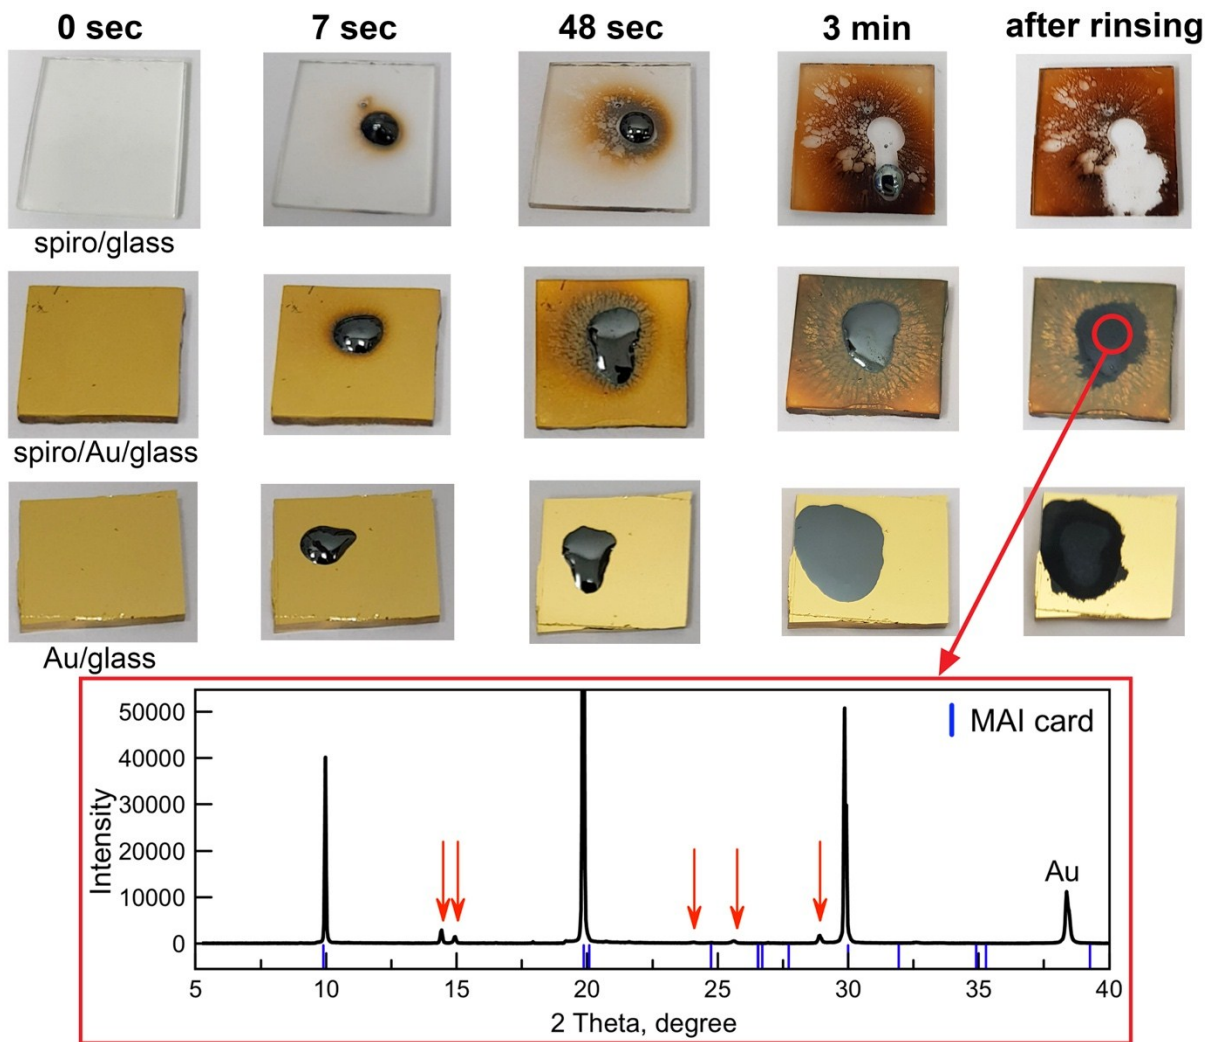 0 sec
7 sec
48 sec
3 min
after rinsing
spiro/glass
spiro/Au/glass
Au/glass
Intensity
50000
40000
30000
20000
10000
0
MAI card
Au
5
10
15
20
25
30
35
40
2 Theta, degree